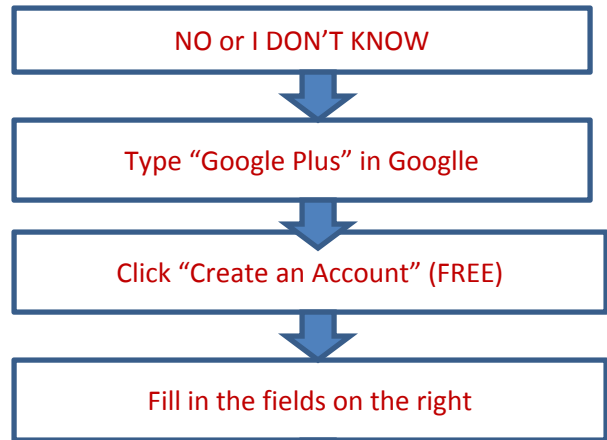 NO or I DON’T KNOW
Type “Google Plus” in Googlle
Click “Create an Account” (FREE)
Fill in the fields on the right